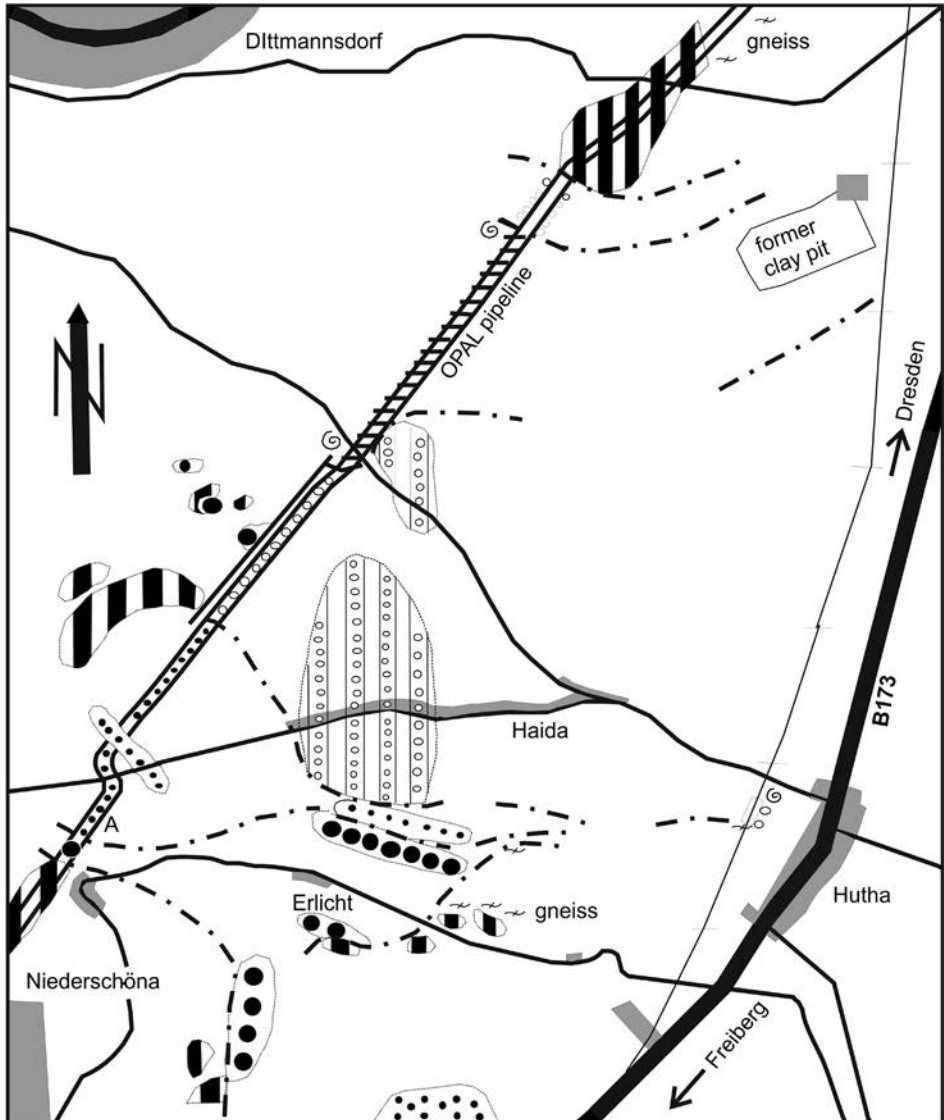 DIttmannsdorf
gneiss
former
clay pit
OPAL pipeline
Dresden
B173
Haida
A
Erlicht
gneiss
Hutha
Niederschöna
Freiberg